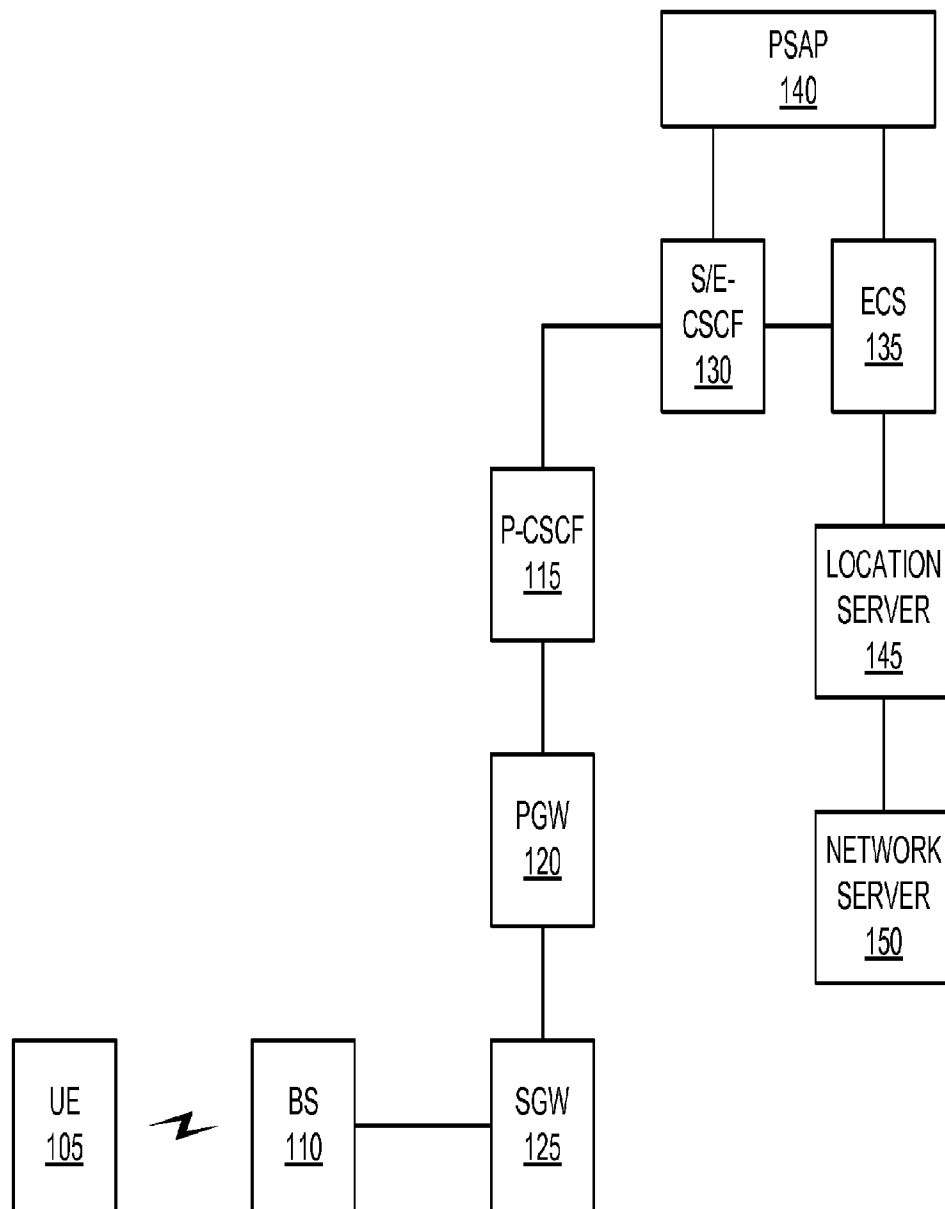 PSAP
140
S/E-
CSCF
130
ECS
135
P-CSCF
115
LOCATION
SERVER
145
PGW
120
NETWORK
SERVER
150
UE
105
BS
110
SGW
125